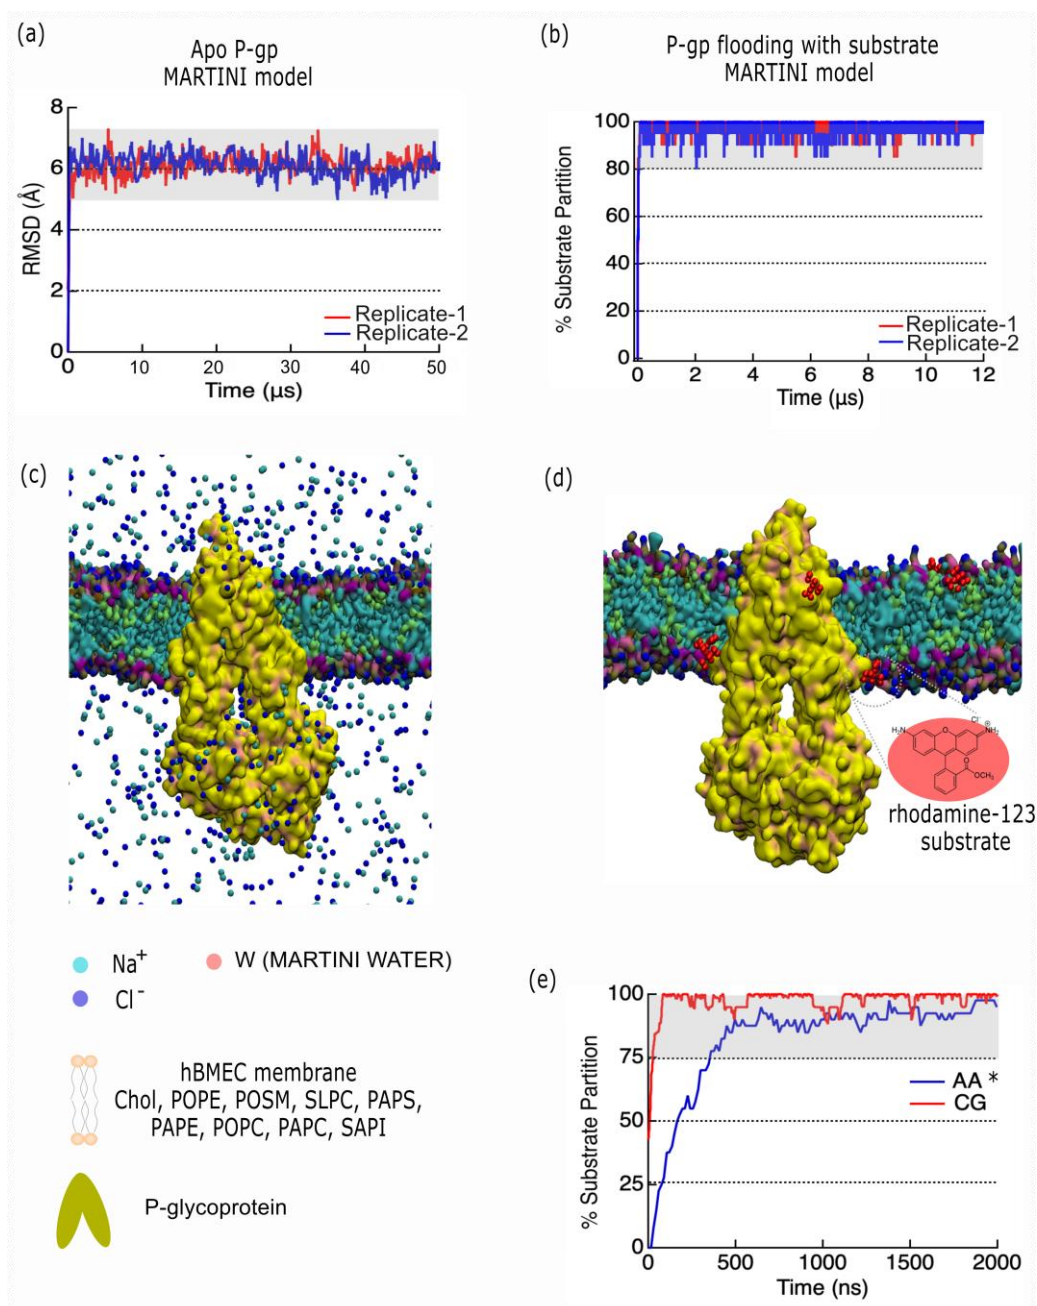 (a)
Apo P-gp
MARTINI model
8
6
4
2
0
RMSD (Å)
Replicate-1
Replicate-2
0 10 20 30 40 50
Time (µs)
(b)
P-gp flooding with substrate
MARTINI model
100
80
60
40
20
0
% Substrate Partition
Replicate-1
Replicate-2
0 2 4 6 8 10 12
Time (µs)
(c)
(d)
H₂N
O
Cl⁻
⊕
NH₂
O
O
OCH₃
rhodamine-123
substrate
Na⁺
W (MARTINI WATER)
Cl⁻
hBMEC membrane
Chol, POPE, POSM, SLPC, PAPS,
PAPE, POPC, PAPC, SAPI
P-glycoprotein
(e)
100
75
50
25
0
% Substrate Partition
AA *
CG
0 500 1000 1500 2000
Time (ns)